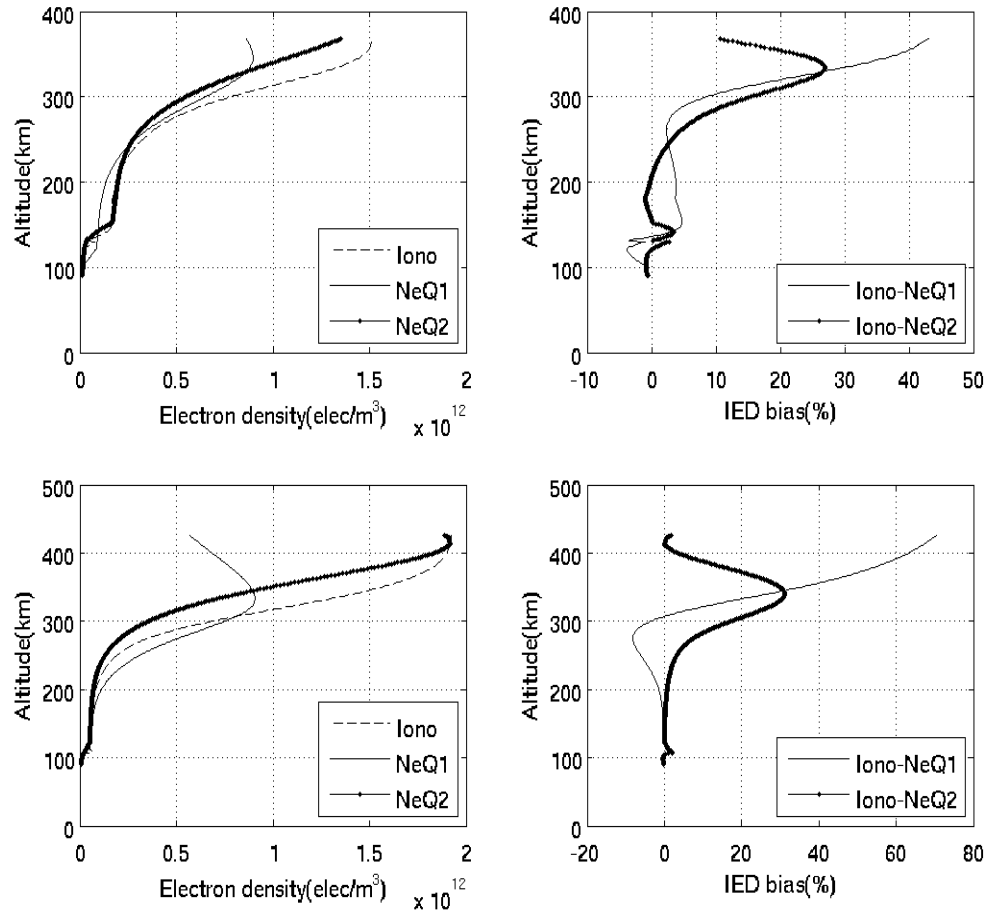 400
300
200
100
0
Altitude(km)
0 0.5 1 1.5 2
Electron density(elec/m³)
x 10¹²
Iono
NeQ1
NeQ2
400
300
200
100
0
Altitude(km)
-10 0 10 20 30 40 50
IED bias(%)
Iono-NeQ1
Iono-NeQ2
500
400
300
200
100
0
Altitude(km)
0 0.5 1 1.5 2
Electron density(elec/m³)
x 10¹²
Iono
NeQ1
NeQ2
500
400
300
200
100
0
Altitude(km)
-20 0 20 40 60 80
IED bias(%)
Iono-NeQ1
Iono-NeQ2